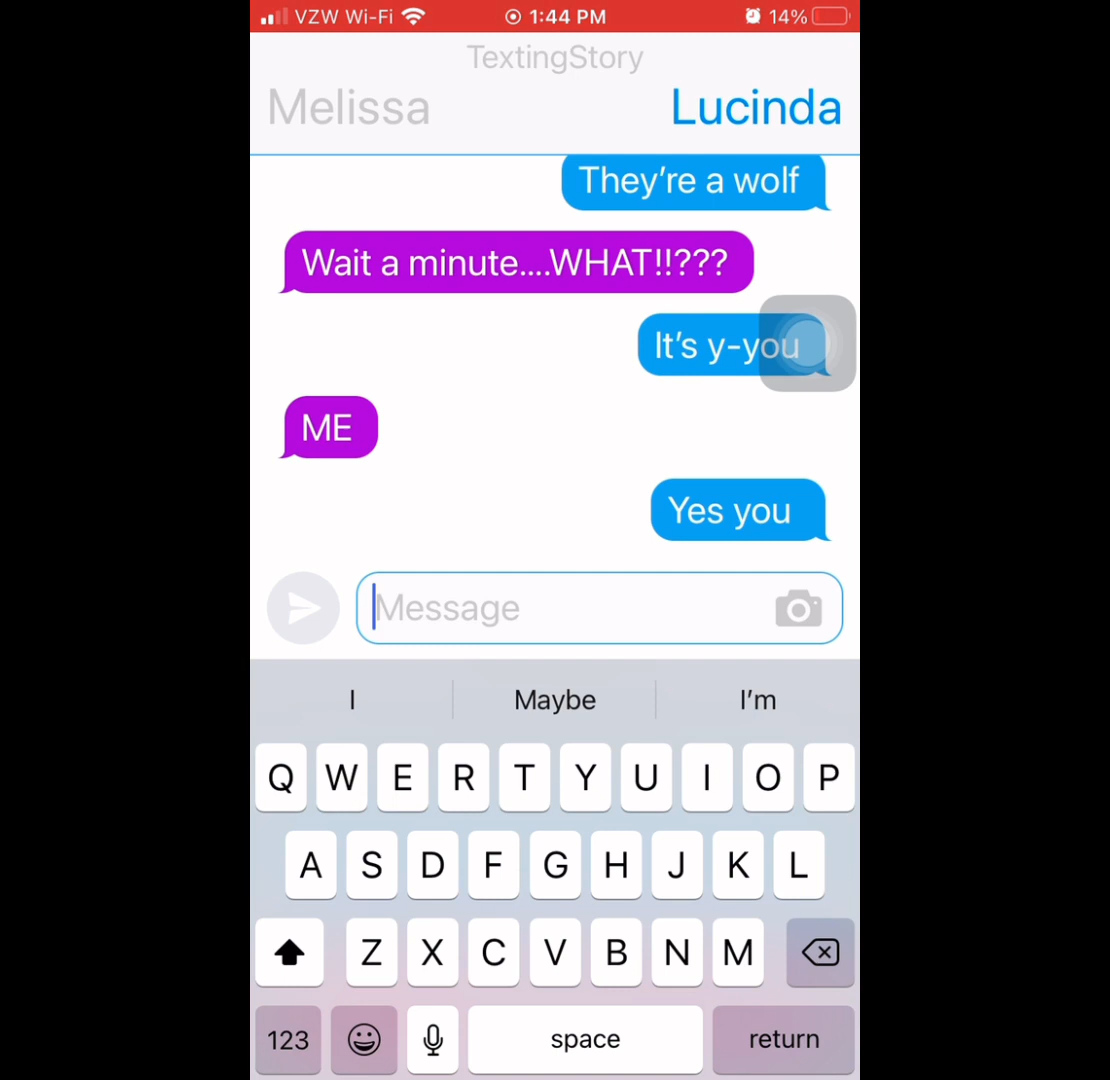 VZW Wi-Fi 1:44 PM 14%
TextingStory
Melissa Lucinda
They’re a wolf
Wait a minute....WHAT!!???
It’s y-you
ME
Yes you
Message
I Maybe I’m
Q W E R T Y U I O P
A S D F G H J K L
Z X C V B N M
123 space return